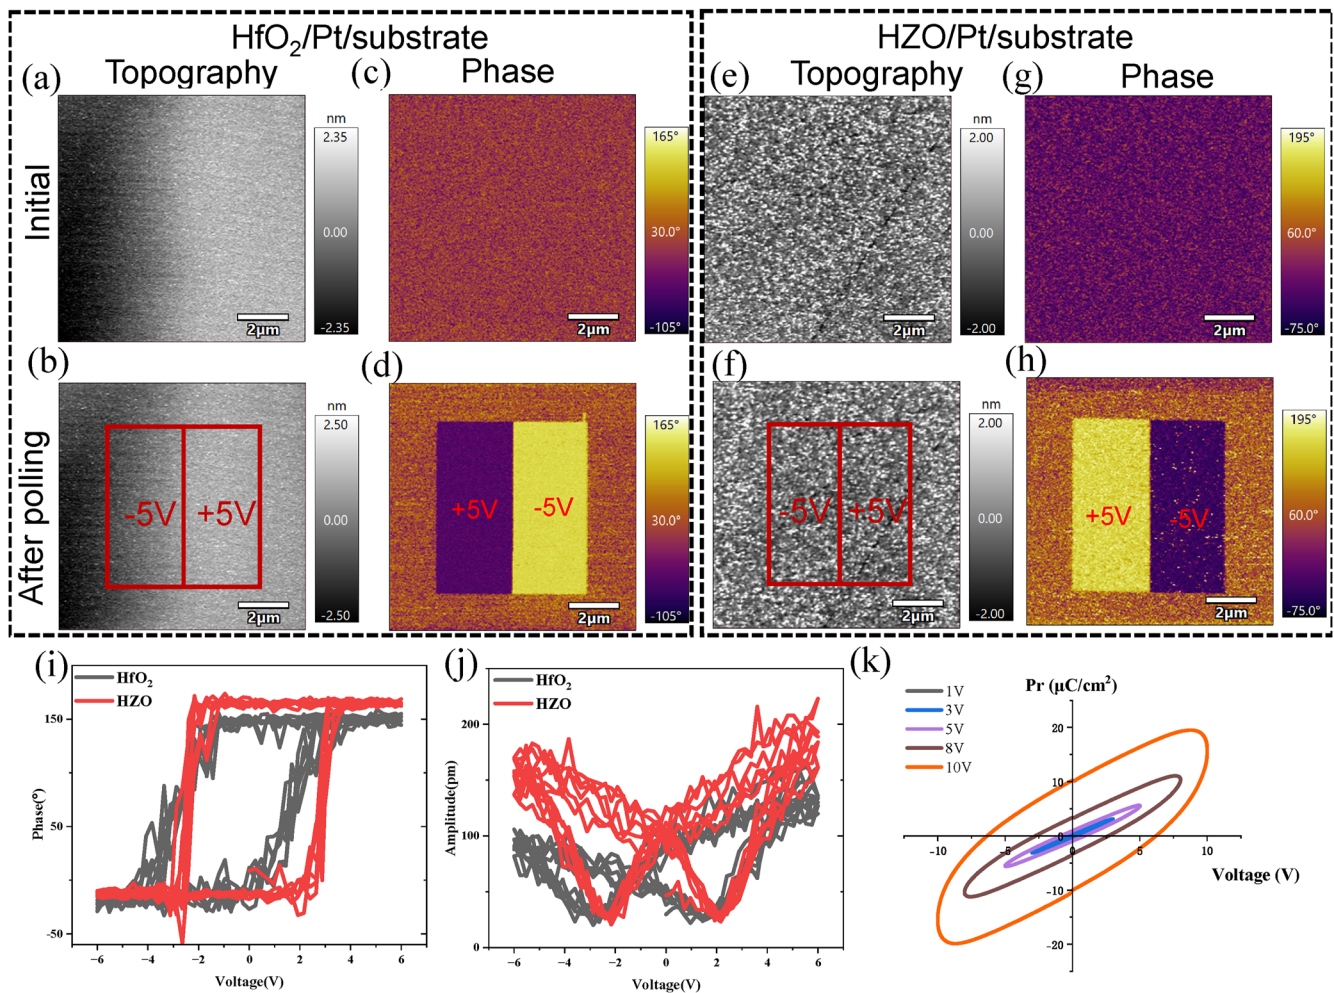 HfO₂/Pt/substrate
HZO/Pt/substrate
(a) Topography (c) Phase
(e) Topography (g) Phase
Initial
nm
2.35
0.00
-2.35
2μm
165°
30.0°
-105°
2μm
nm
2.00
0.00
-2.00
2μm
195°
60.0°
-75.0°
2μm
After polling
(b)
-5V +5V
2μm
nm
2.50
0.00
-2.50
(d)
+5V -5V
2μm
165°
30.0°
-105°
(f)
-5V +5V
2μm
nm
2.00
0.00
-2.00
(h)
+5V -5V
2μm
195°
60.0°
-75.0°
(i)
HfO₂
HZO
Phase(°)
150
50
-50
−6 −4 −2 0 2 4 6
Voltage(V)
(j)
HfO₂
HZO
Amplitude(pm)
200
100
0
−6 −4 −2 0 2 4 6
Voltage(V)
(k)
Pr (μC/cm²)
1V
3V
5V
8V
10V
20
10
0
-10
-20
-10 -5 0 5 10
Voltage (V)